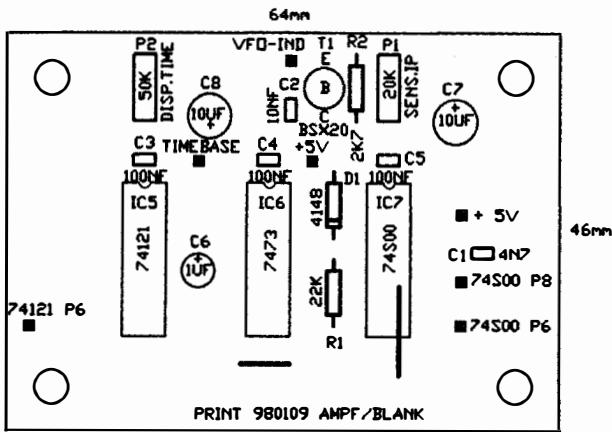 64mm
P2
50K
DISP.TIME
C8
10UF
+
VFO-IND
C2
10NF
T1
E
B
C
BSX20
R2
2K7
P1
20K
SENS.IP
C7
+
10UF
C3
100NF
TIMEBASE
C4
100NF
+5V
C5
100NF
IC5
74121
IC6
7473
D1
4148
IC7
74S00
+ 5V
46mm
C1
4N7
C6
+
1UF
74S00 P8
22K
R1
74121 P6
74S00 P6
PRINT 980109 AMPF/BLANK